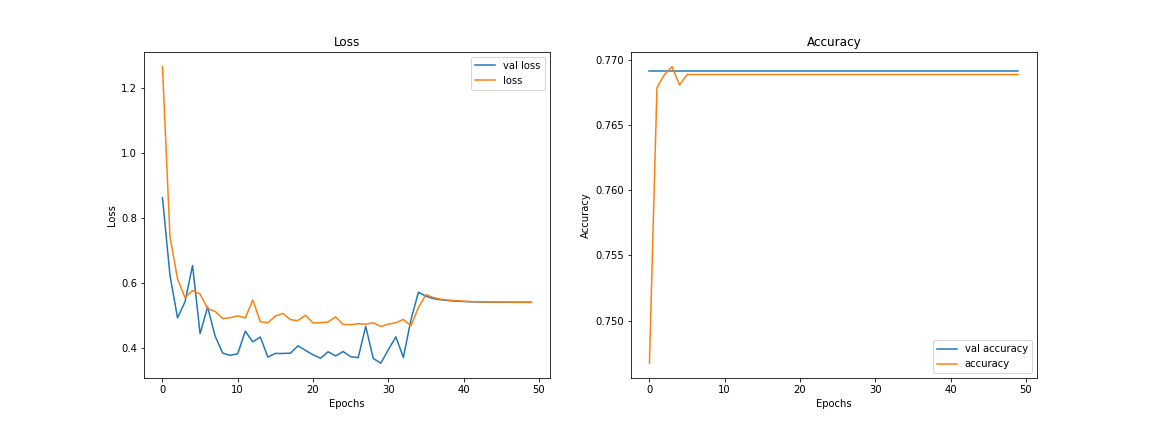 Loss
1.2
1.0
0.8
0.6
0.4
Loss
0 10 20 30 40 50
Epochs
val loss
loss
Accuracy
0.770
0.765
0.760
0.755
0.750
Accuracy
0 10 20 30 40 50
Epochs
val accuracy
accuracy